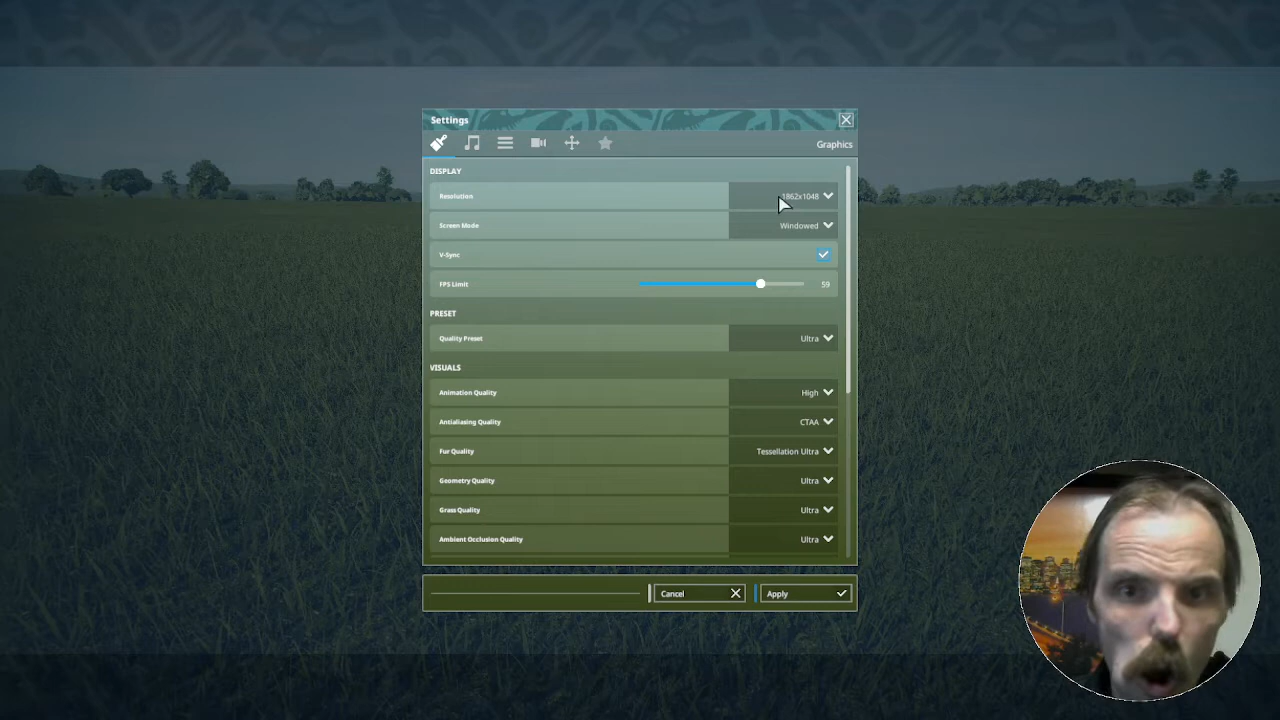 Settings
Graphics
DISPLAY
Resolution 1862x1048
Screen Mode Windowed
V-Sync
FPS Limit 59
PRESET
Quality Preset Ultra
VISUALS
Animation Quality High
Antialiasing Quality CTAA
Fur Quality Tessellation Ultra
Geometry Quality Ultra
Grass Quality Ultra
Ambient Occlusion Quality Ultra
Cancel Apply